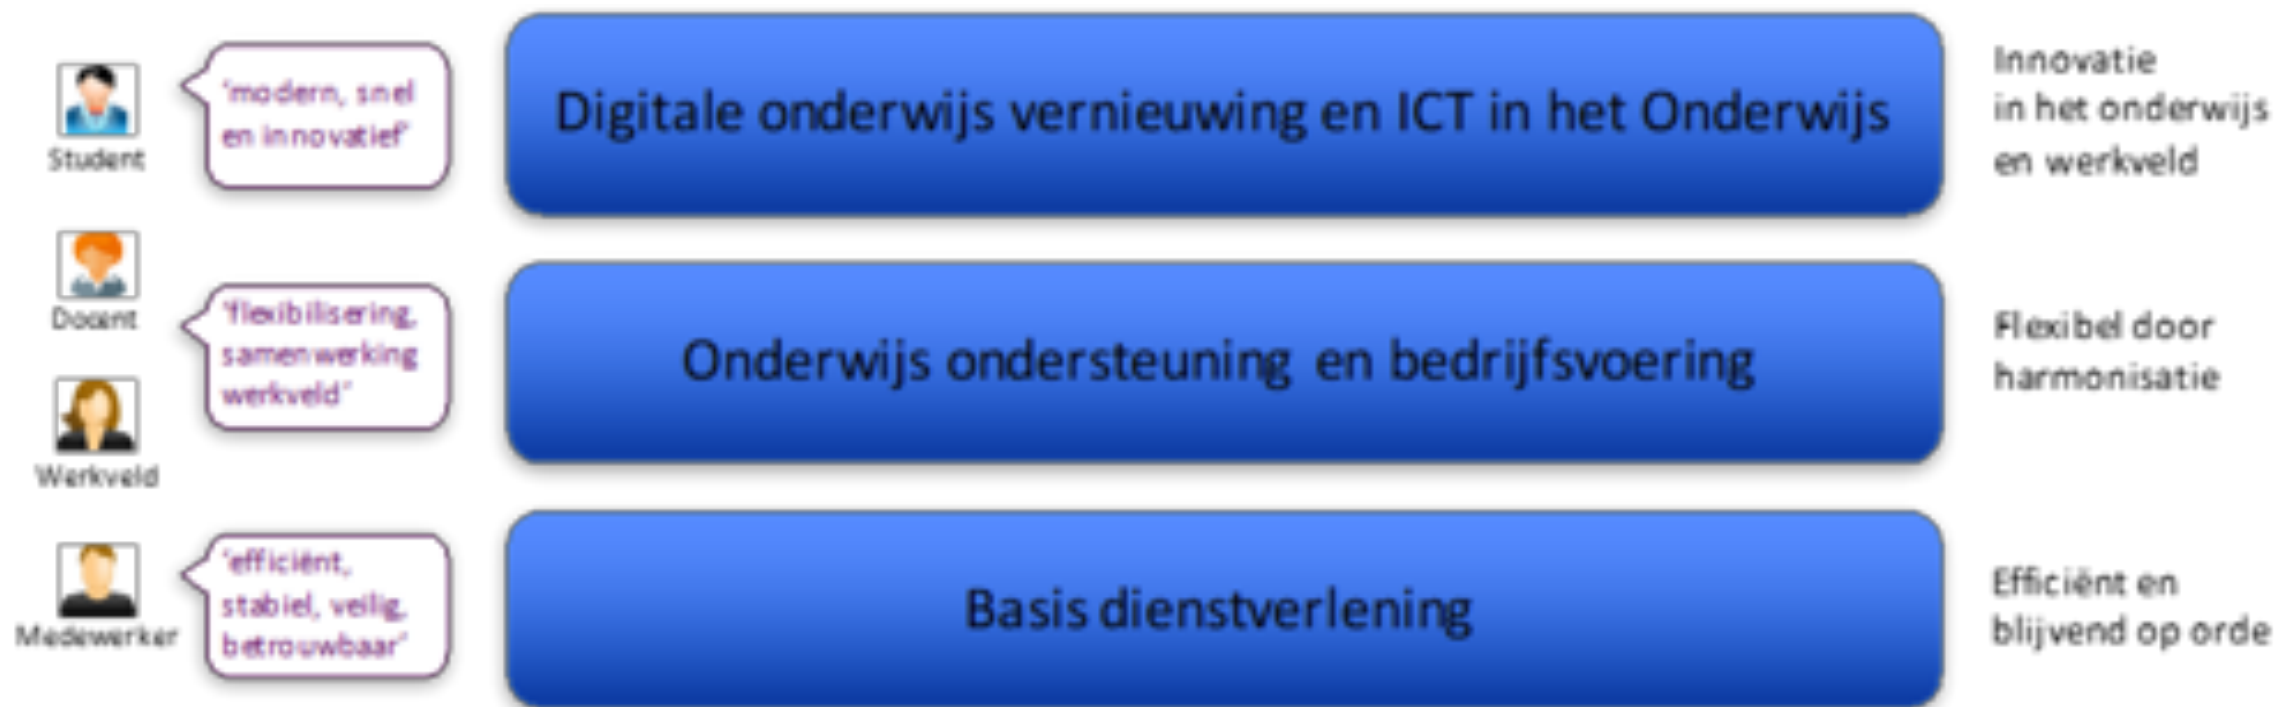 Student
'modern, snel
en innovatief'
Digitale onderwijs vernieuwing en ICT in het Onderwijs
Innovatie
in het onderwijs
en werkveld
Docent
'flexibilisering,
samenwerking
werkveld'
Werkveld
Onderwijs ondersteuning en bedrijfsvoering
Flexibel door
harmonisatie
Medewerker
'efficiënt,
stabiel, veilig,
betrouwbaar'
Basis dienstverlening
Efficiënt en
blijvend op orde